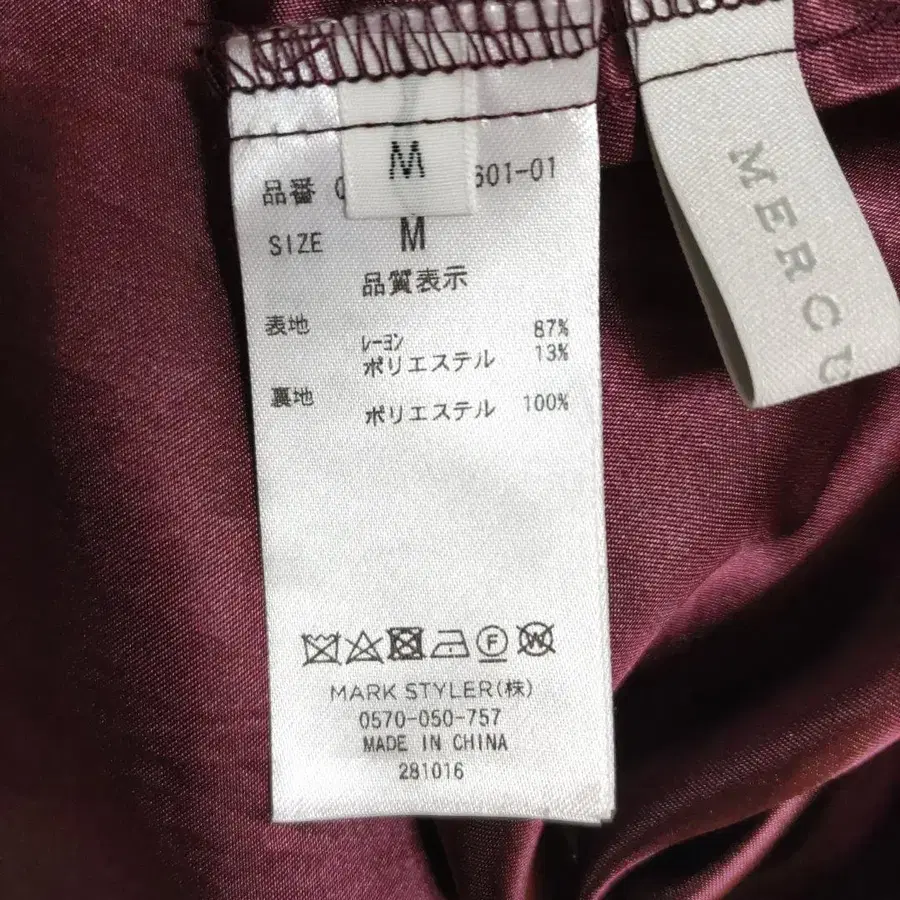 M
品番 601-01
SIZE M
品質表示
表地 レーヨン 87%
ポリエステル 13%
裏地 ポリエステル 100%
F W
MARK STYLER(株)
0570-050-757
MADE IN CHINA
281016
MERCU